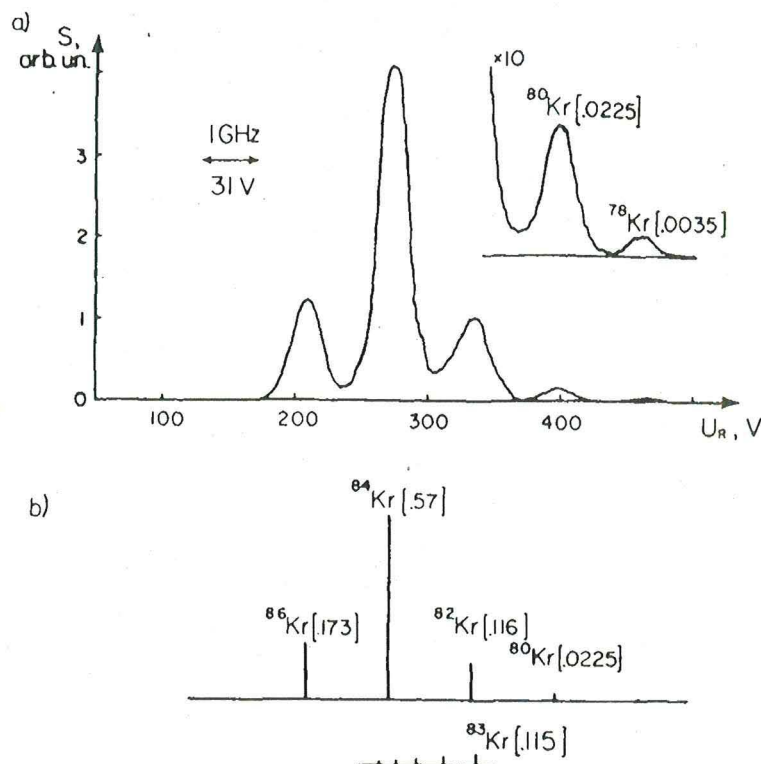 a)
S,
arb.un.
×10
⁸⁰Kr[.0225]
1GHz
31V
⁷⁸Kr[.0035]
3
2
1
0
100
200
300
400
U_R, V
b)
⁸⁴Kr[.57]
⁸⁶Kr[.173]
⁸²Kr[.116]
⁸⁰Kr[.0225]
⁸³Kr[.115]